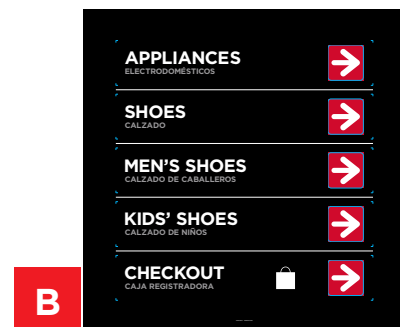 APPLIANCES
ELECTRODOMÉSTICOS
SHOES
CALZADO
MEN'S SHOES
CALZADO DE CABALLEROS
KIDS' SHOES
CALZADO DE NIÑOS
CHECKOUT
CAJA REGISTRADORA
B